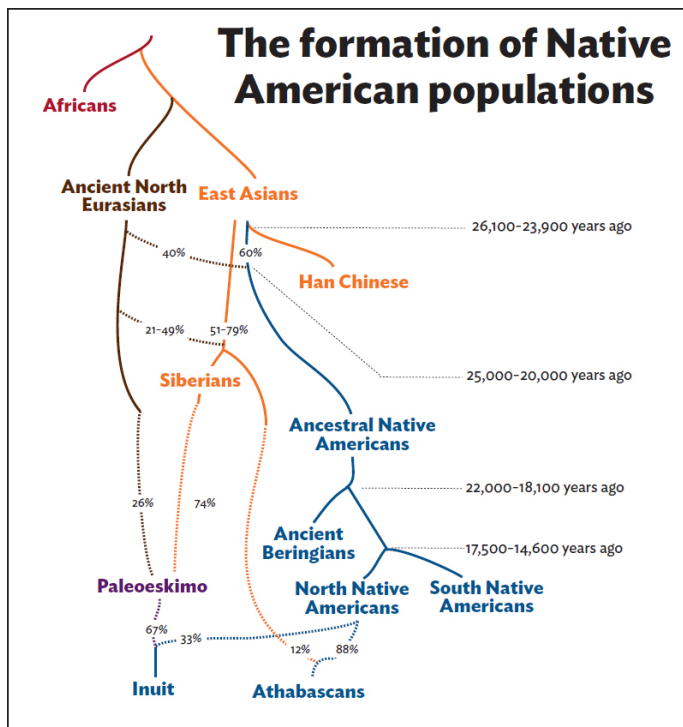 The formation of Native
American populations
Africans
Ancient North
Eurasians
East Asians
26,100–23,900 years ago
40%
60%
Han Chinese
21–49%
51–79%
Siberians
25,000–20,000 years ago
Ancestral Native
Americans
22,000–18,100 years ago
26%
74%
Ancient
Beringians
17,500–14,600 years ago
Paleoeskimo
North Native
Americans
South Native
Americans
67%
33%
12%
88%
Inuit
Athabascans